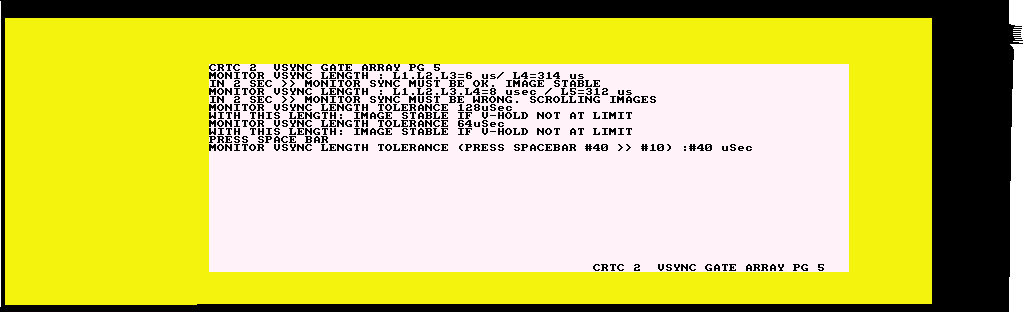 CRTC 2  VSYNC GATE ARRAY PG 5
MONITOR VSYNC LENGTH : L1.L2.L3=6 us/ L4=314 us
IN 2 SEC >> MONITOR SYNC MUST BE OK. IMAGE STABLE
MONITOR VSYNC LENGTH : L1.L2.L3.L4=8 usec / L5=312 us
IN 2 SEC >> MONITOR SYNC MUST BE WRONG. SCROLLING IMAGES
MONITOR VSYNC LENGTH TOLERANCE 128uSec
WITH THIS LENGTH: IMAGE STABLE IF V-HOLD NOT AT LIMIT
MONITOR VSYNC LENGTH TOLERANCE 64uSec
WITH THIS LENGTH: IMAGE STABLE IF V-HOLD NOT AT LIMIT
PRESS SPACE BAR
MONITOR VSYNC LENGTH TOLERANCE (PRESS SPACEBAR #40 >> #10) :#40 uSec
CRTC 2  VSYNC GATE ARRAY PG 5